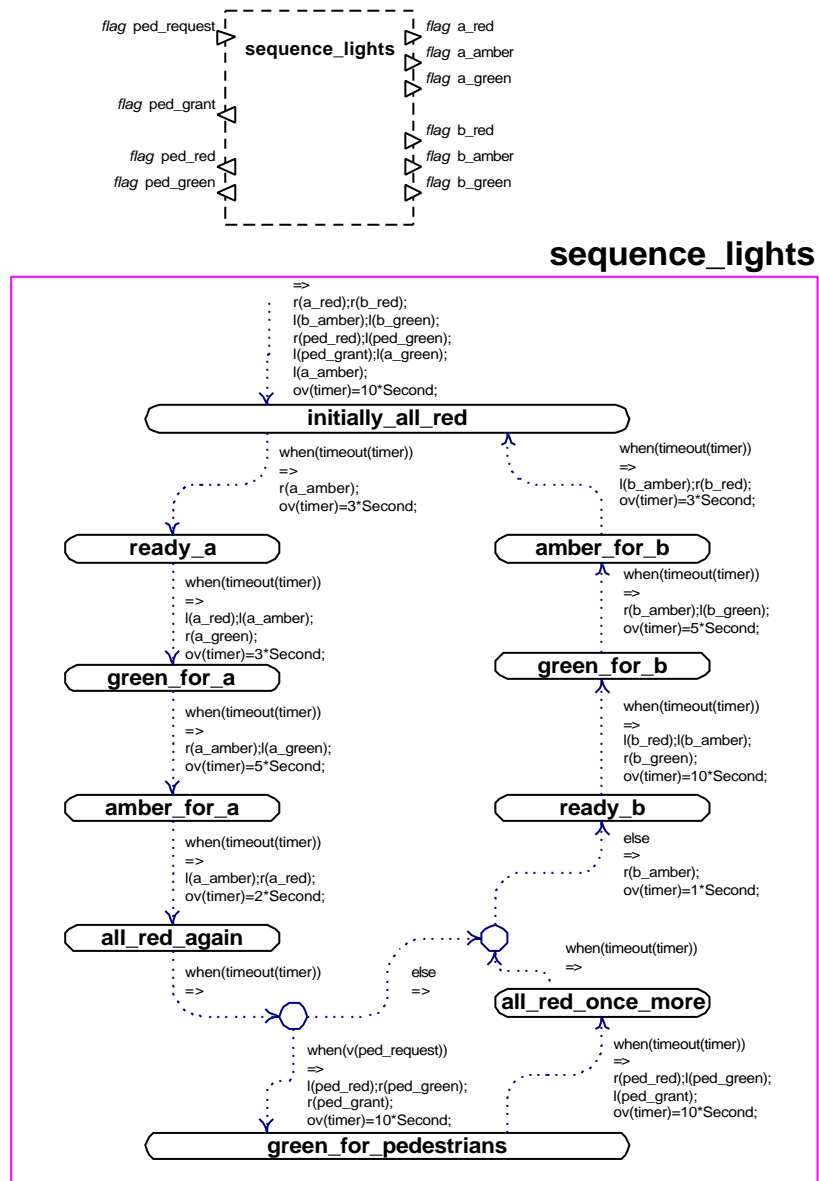 flag ped_request
sequence_lights
flag a_red
flag a_amber
flag a_green
flag ped_grant
flag b_red
flag ped_red
flag b_amber
flag ped_green
flag b_green
sequence_lights
=>
r(a_red);r(b_red);
l(b_amber);l(b_green);
r(ped_red);l(ped_green);
l(ped_grant);l(a_green);
l(a_amber);
ov(timer)=10*Second;
initially_all_red
when(timeout(timer))
=>
r(a_amber);
ov(timer)=3*Second;
when(timeout(timer))
=>
l(b_amber);r(b_red);
ov(timer)=3*Second;
ready_a
amber_for_b
when(timeout(timer))
=>
l(a_red);l(a_amber);
r(a_green);
ov(timer)=3*Second;
when(timeout(timer))
=>
r(b_amber);l(b_green);
ov(timer)=5*Second;
green_for_a
green_for_b
when(timeout(timer))
=>
r(a_amber);l(a_green);
ov(timer)=5*Second;
when(timeout(timer))
=>
l(b_red);l(b_amber);
r(b_green);
ov(timer)=10*Second;
amber_for_a
ready_b
when(timeout(timer))
=>
l(a_amber);r(a_red);
ov(timer)=2*Second;
else
=>
r(b_amber);
ov(timer)=1*Second;
all_red_again
when(timeout(timer))
=>
else
=>
when(timeout(timer))
=>
all_red_once_more
when(v(ped_request))
=>
l(ped_red);r(ped_green);
r(ped_grant);
ov(timer)=10*Second;
when(timeout(timer))
=>
r(ped_red);l(ped_green);
l(ped_grant);
ov(timer)=10*Second;
green_for_pedestrians